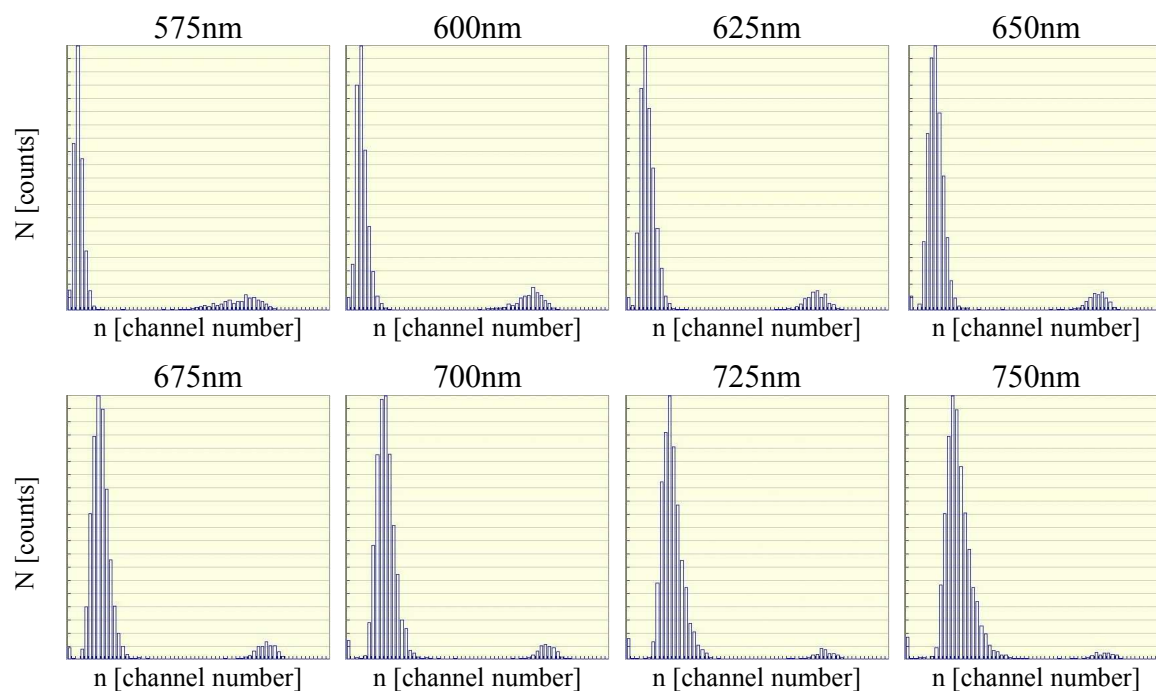 575nm 600nm 625nm 650nm
N [counts]
n [channel number] n [channel number] n [channel number] n [channel number]
675nm 700nm 725nm 750nm
N [counts]
n [channel number] n [channel number] n [channel number] n [channel number]